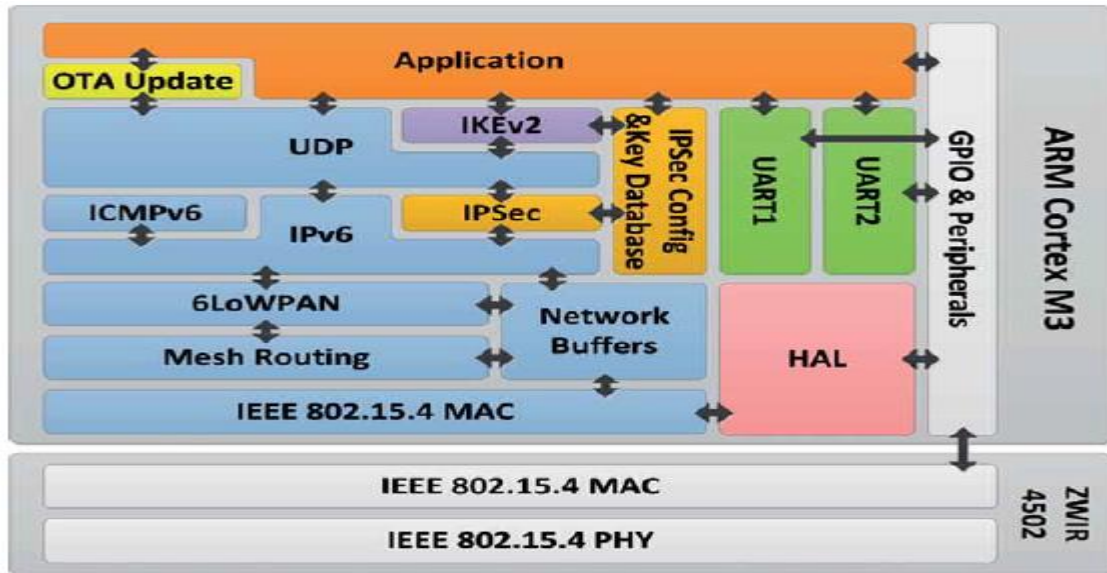 Application
OTA Update
UDP
IKEv2
IPSec Config
&Key Database
UART1
UART2
GPIO & Peripherals
ARM Cortex M3
ICMPv6
IPv6
IPSec
6LoWPAN
Network
Buffers
Mesh Routing
HAL
IEEE 802.15.4 MAC
IEEE 802.15.4 MAC
IEEE 802.15.4 PHY
ZWIR
4502